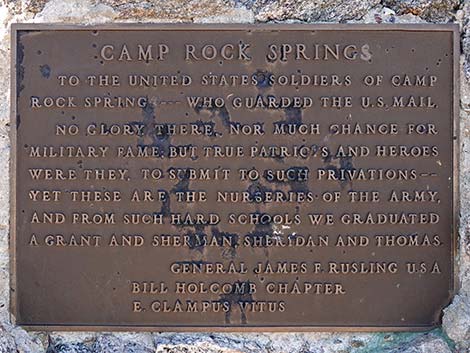 CAMP ROCK SPRINGS
TO THE UNITED STATES SOLDIERS OF CAMP
ROCK SPRING --- WHO GUARDED THE U.S. MAIL,
NO GLORY THERE, NOR MUCH CHANCE FOR
MILITARY FAME, BUT TRUE PATRIOTS AND HEROES
WERE THEY, TO SUBMIT TO SUCH PRIVATIONS--
YET THESE ARE THE NURSERIES OF THE ARMY,
AND FROM SUCH HARD SCHOOLS WE GRADUATED
A GRANT AND SHERMAN, SHERIDAN AND THOMAS.
GENERAL JAMES F. RUSLING U.S.A
BILL HOLCOMB CHAPTER
E. CLAMPUS VITUS